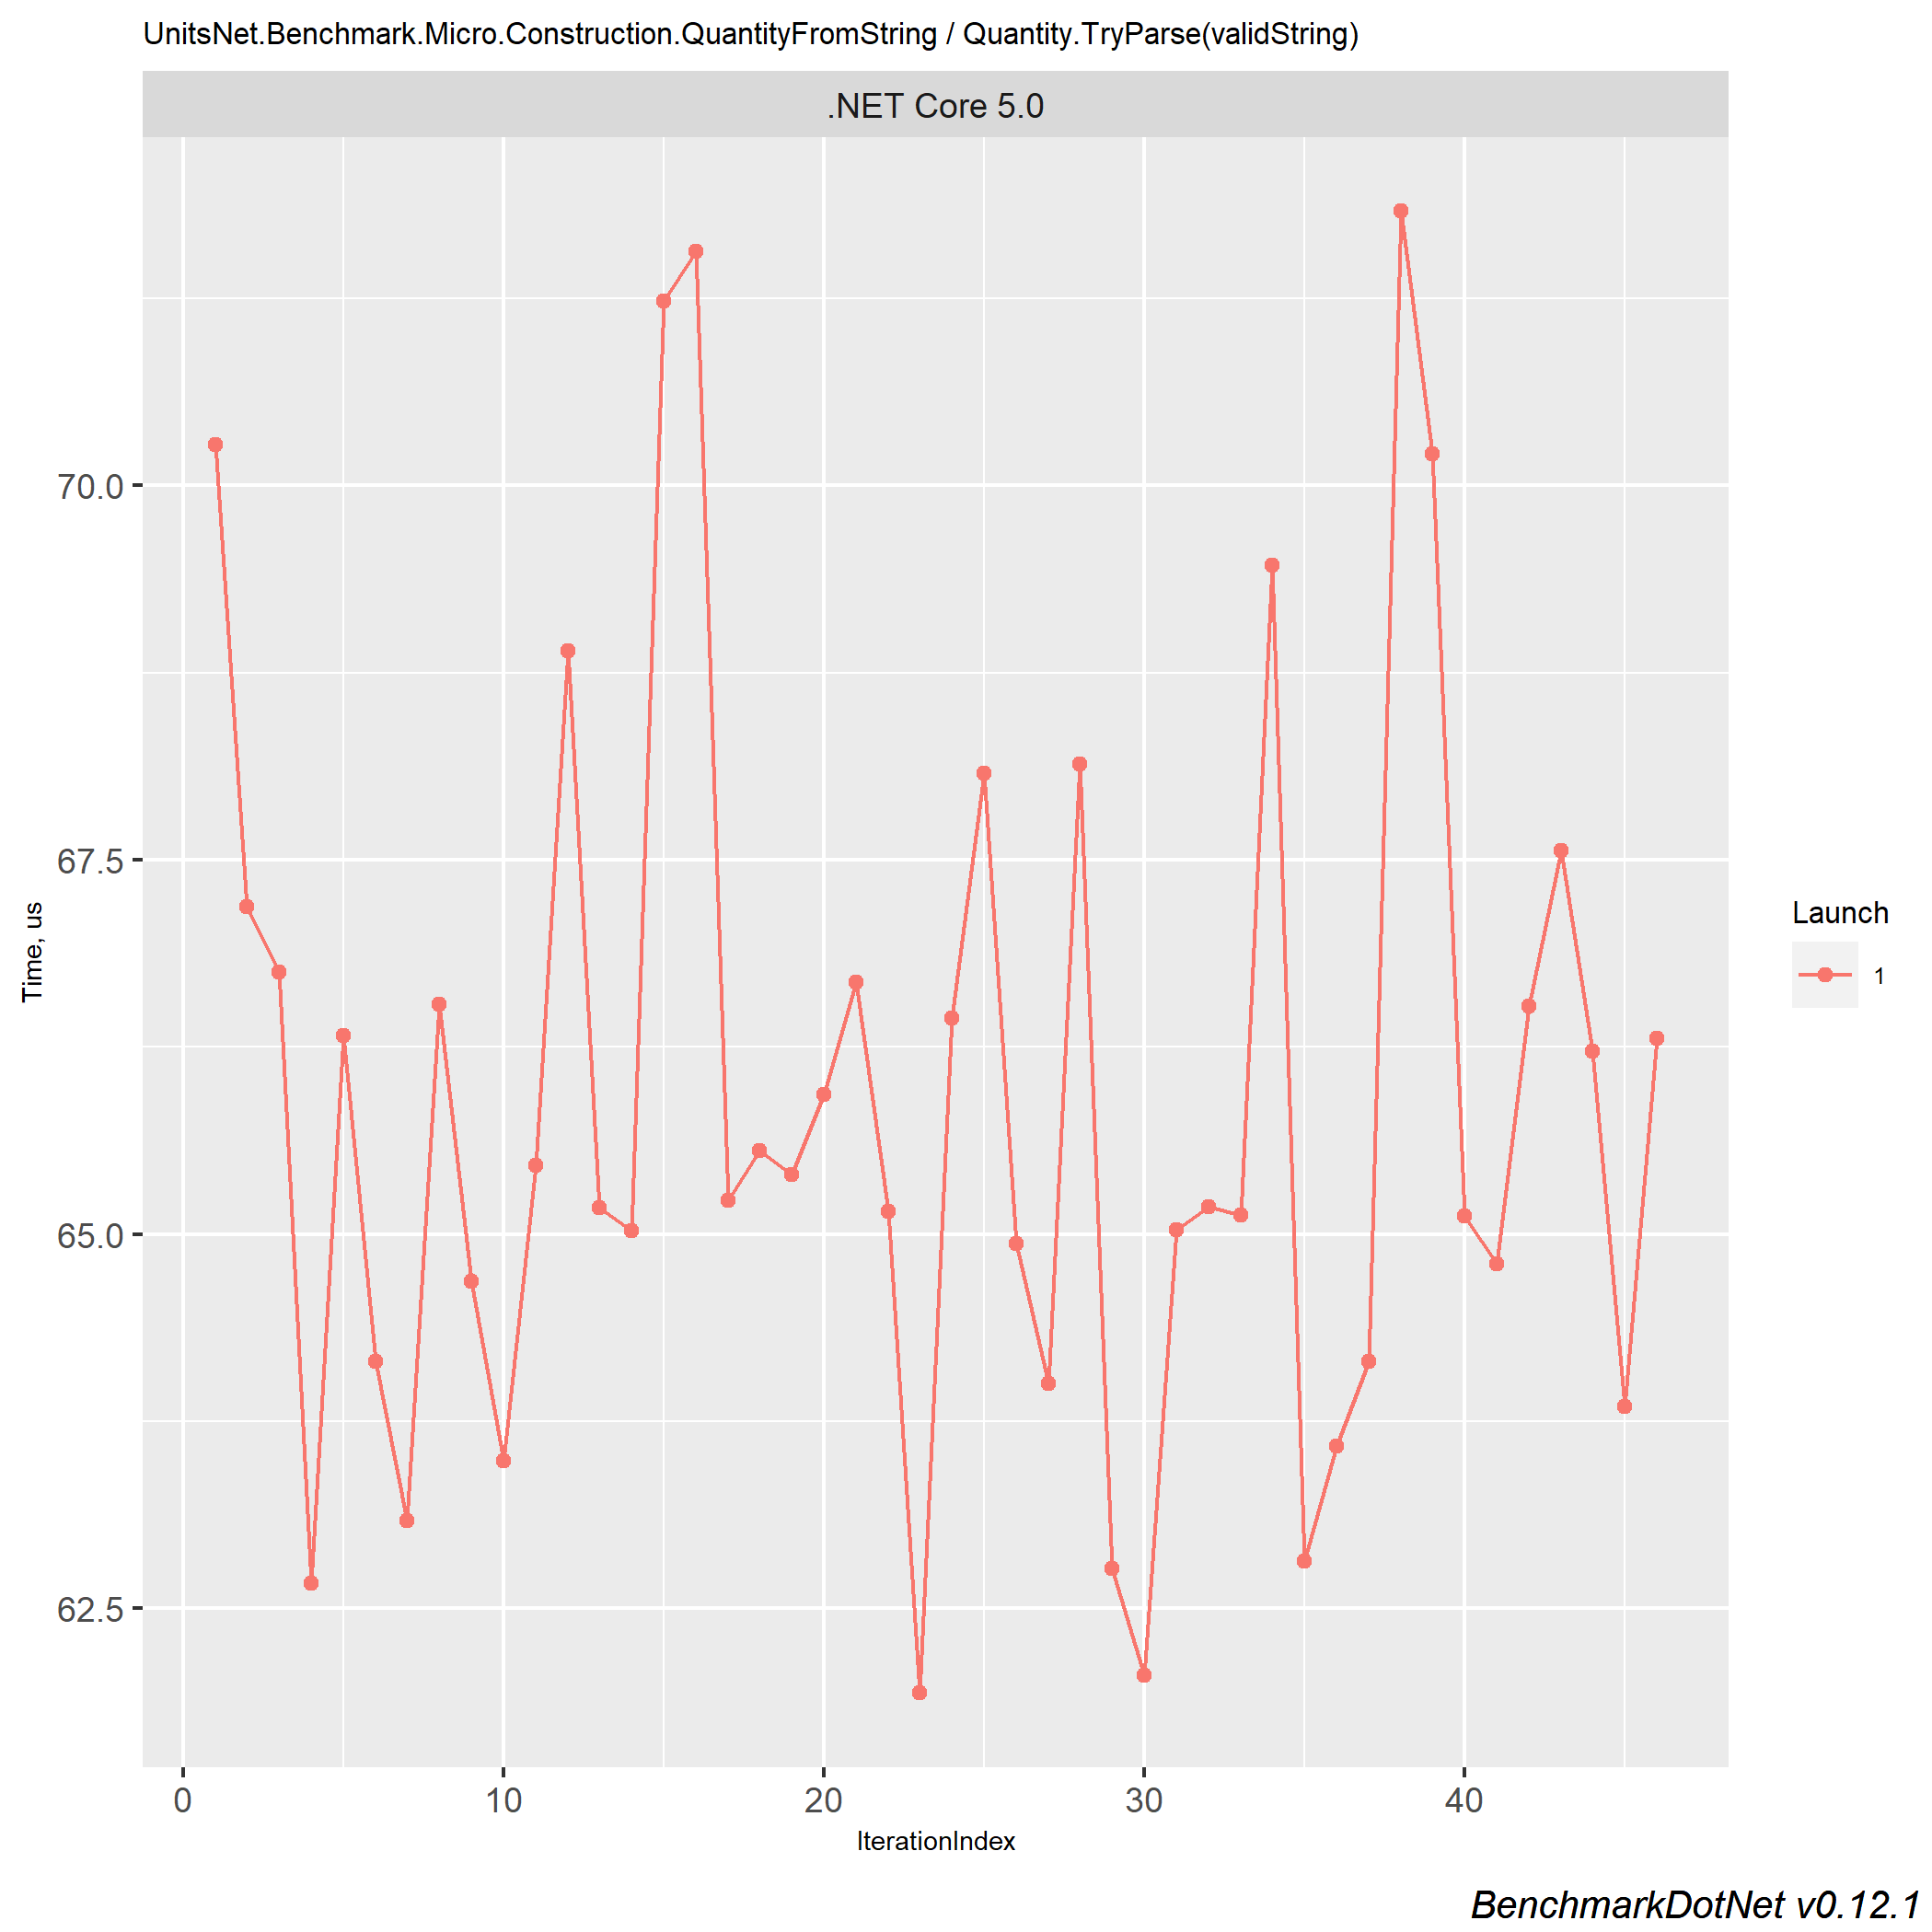 UnitsNet.Benchmark.Micro.Construction.QuantityFromString / Quantity.TryParse(validString)
.NET Core 5.0
70.0
67.5
65.0
62.5
Time, us
0 10 20 30 40
IterationIndex
Launch
1
BenchmarkDotNet v0.12.1